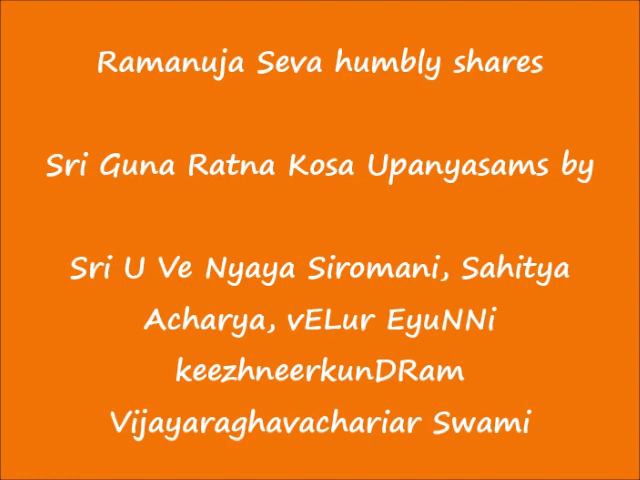 Ramanuja Seva humbly shares
Sri Guna Ratna Kosa Upanyasams by
Sri U Ve Nyaya Siromani, Sahitya
Acharya, vELur EyuNNi
keezhneerkunDRam
Vijayaraghavachariar Swami